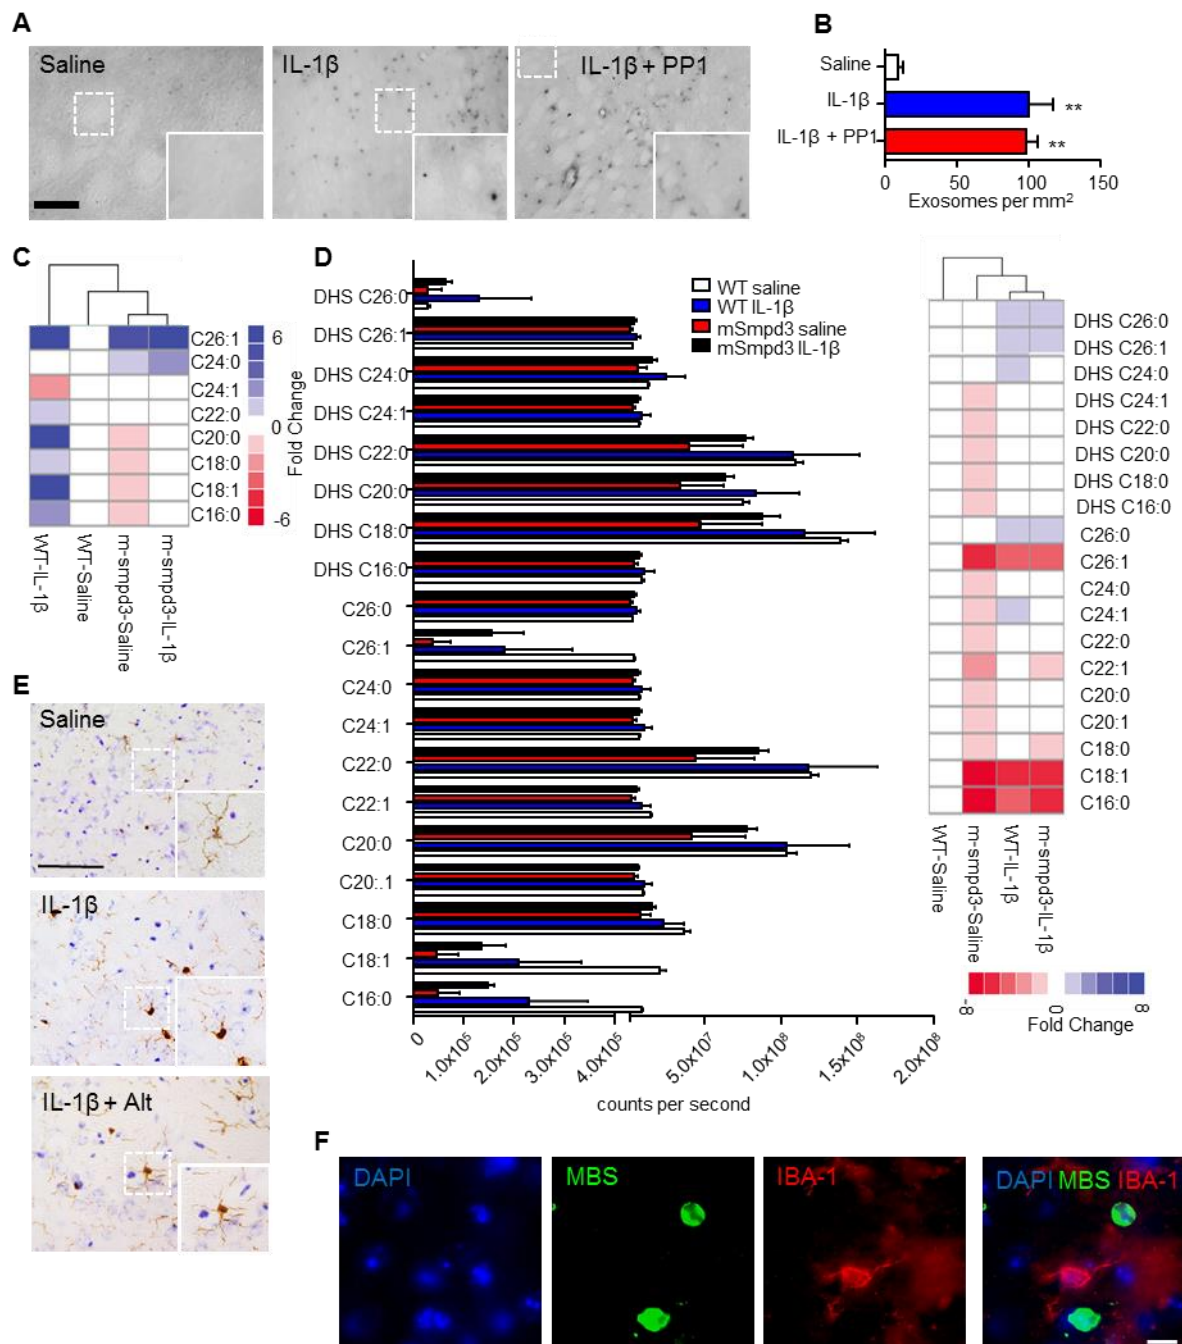 A
Saline
IL-1β
IL-1β + PP1
B
Saline
IL-1β
IL-1β + PP1
**
**
0
50
100
150
Exosomes per mm²
C
C26:1
C24:0
C24:1
C22:0
C20:0
C18:0
C18:1
C16:0
6
0
-6
Fold Change
WT-IL-1β
WT-Saline
m-smpd3-Saline
m-smpd3-IL-1β
D
WT saline
WT IL-1β
mSmpd3 saline
mSmpd3 IL-1β
DHS C26:0
DHS C26:1
DHS C24:0
DHS C24:1
DHS C22:0
DHS C20:0
DHS C18:0
DHS C16:0
C26:0
C26:1
C24:0
C24:1
C22:0
C22:1
C20:0
C20:.1
C18:0
C18:1
C16:0
0
1.0x10⁵
2.0x10⁵
3.0x10⁵
4.0x10⁵
5.0x10⁷
1.0x10⁸
1.5x10⁸
2.0x10⁸
counts per second
DHS C26:0
DHS C26:1
DHS C24:0
DHS C24:1
DHS C22:0
DHS C20:0
DHS C18:0
DHS C16:0
C26:0
C26:1
C24:0
C24:1
C22:0
C22:1
C20:0
C20:1
C18:0
C18:1
C16:0
WT-Saline
m-smpd3-Saline
WT-IL-1β
m-smpd3-IL-1β
-8
0
8
Fold Change
E
Saline
IL-1β
IL-1β + Alt
F
DAPI
MBS
IBA-1
DAPI MBS IBA-1